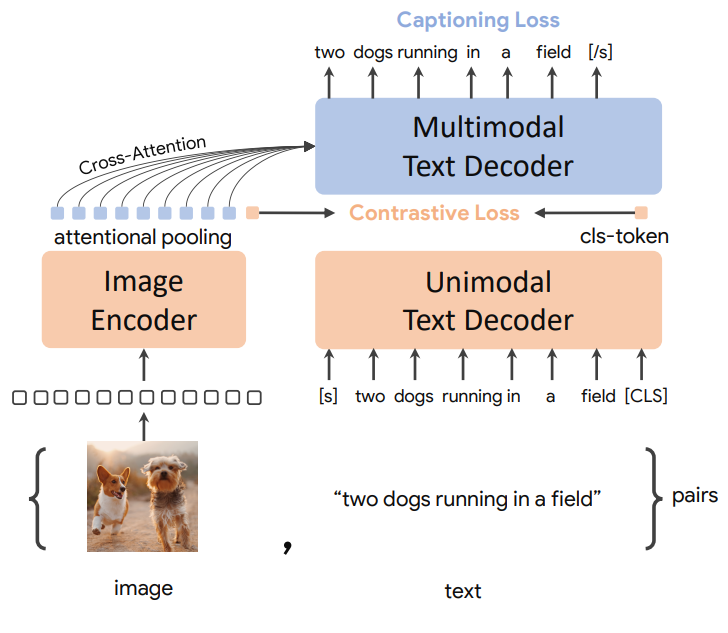 Captioning Loss
two dogs running in a field [/s]
Multimodal
Text Decoder
Cross-Attention
Contrastive Loss
attentional pooling
cls-token
Image
Encoder
Unimodal
Text Decoder
[s] two dogs running in a field [CLS]
“two dogs running in a field”
pairs
,
image
text